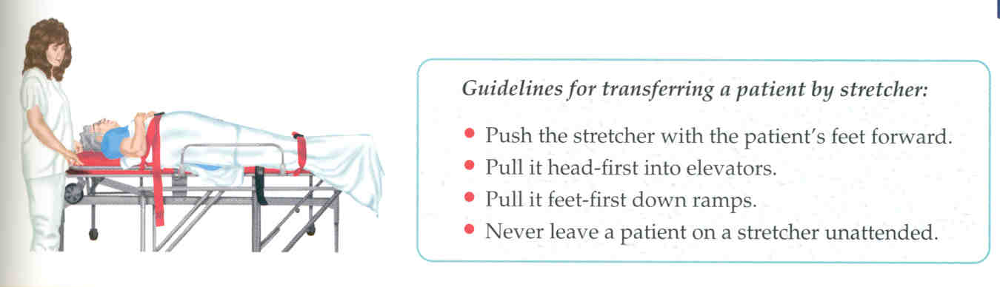 Guidelines for transferring a patient by stretcher:
• Push the stretcher with the patient's feet forward.
• Pull it head-first into elevators.
• Pull it feet-first down ramps.
• Never leave a patient on a stretcher unattended.